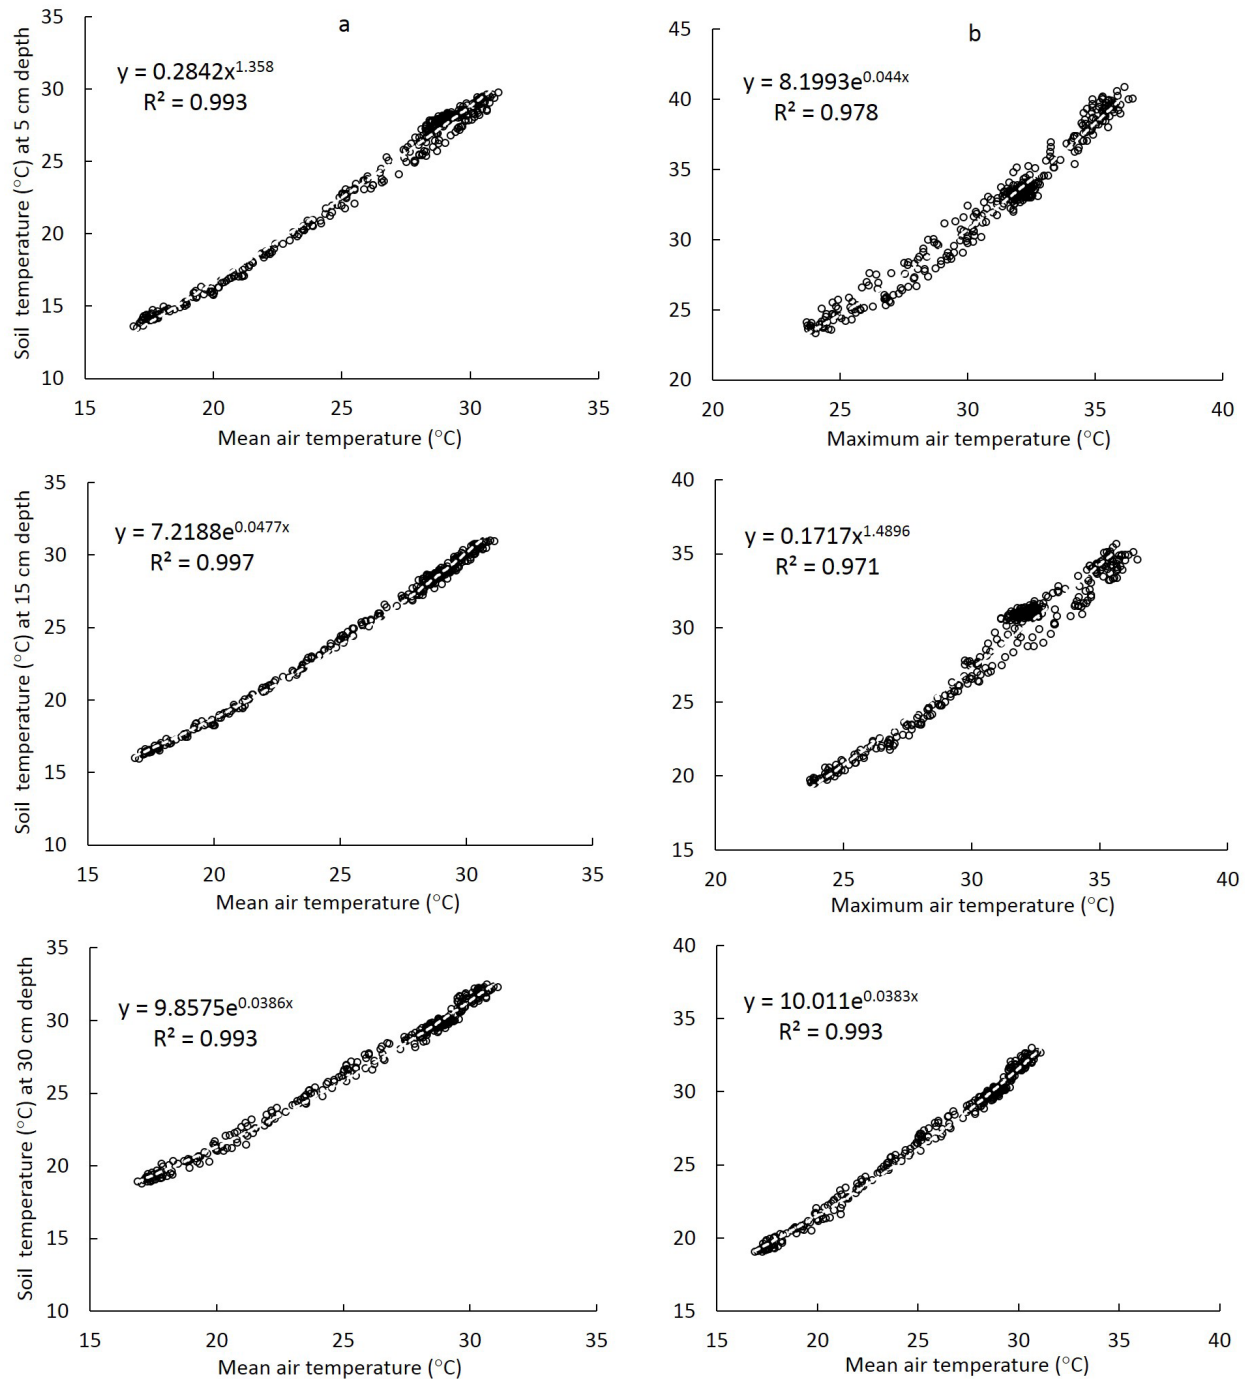 a
y = 0.2842x^1.358
R² = 0.993
Soil temperature (°C) at 5 cm depth
35
30
25
20
15
10
15 20 25 30 35
Mean air temperature (°C)
b
y = 8.1993e^0.044x
R² = 0.978
45
40
35
30
25
20
20 25 30 35 40
Maximum air temperature (°C)
y = 7.2188e^0.0477x
R² = 0.997
Soil temperature (°C) at 15 cm depth
35
30
25
20
15
10
15 20 25 30 35
Mean air temperature (°C)
y = 0.1717x^1.4896
R² = 0.971
40
35
30
25
20
15
20 25 30 35 40
Maximum air temperature (°C)
y = 9.8575e^0.0386x
R² = 0.993
Soil temperature (°C) at 30 cm depth
35
30
25
20
15
10
15 20 25 30 35
Mean air temperature (°C)
y = 10.011e^0.0383x
R² = 0.993
40
35
30
25
20
15
15 20 25 30 35 40
Mean air temperature (°C)